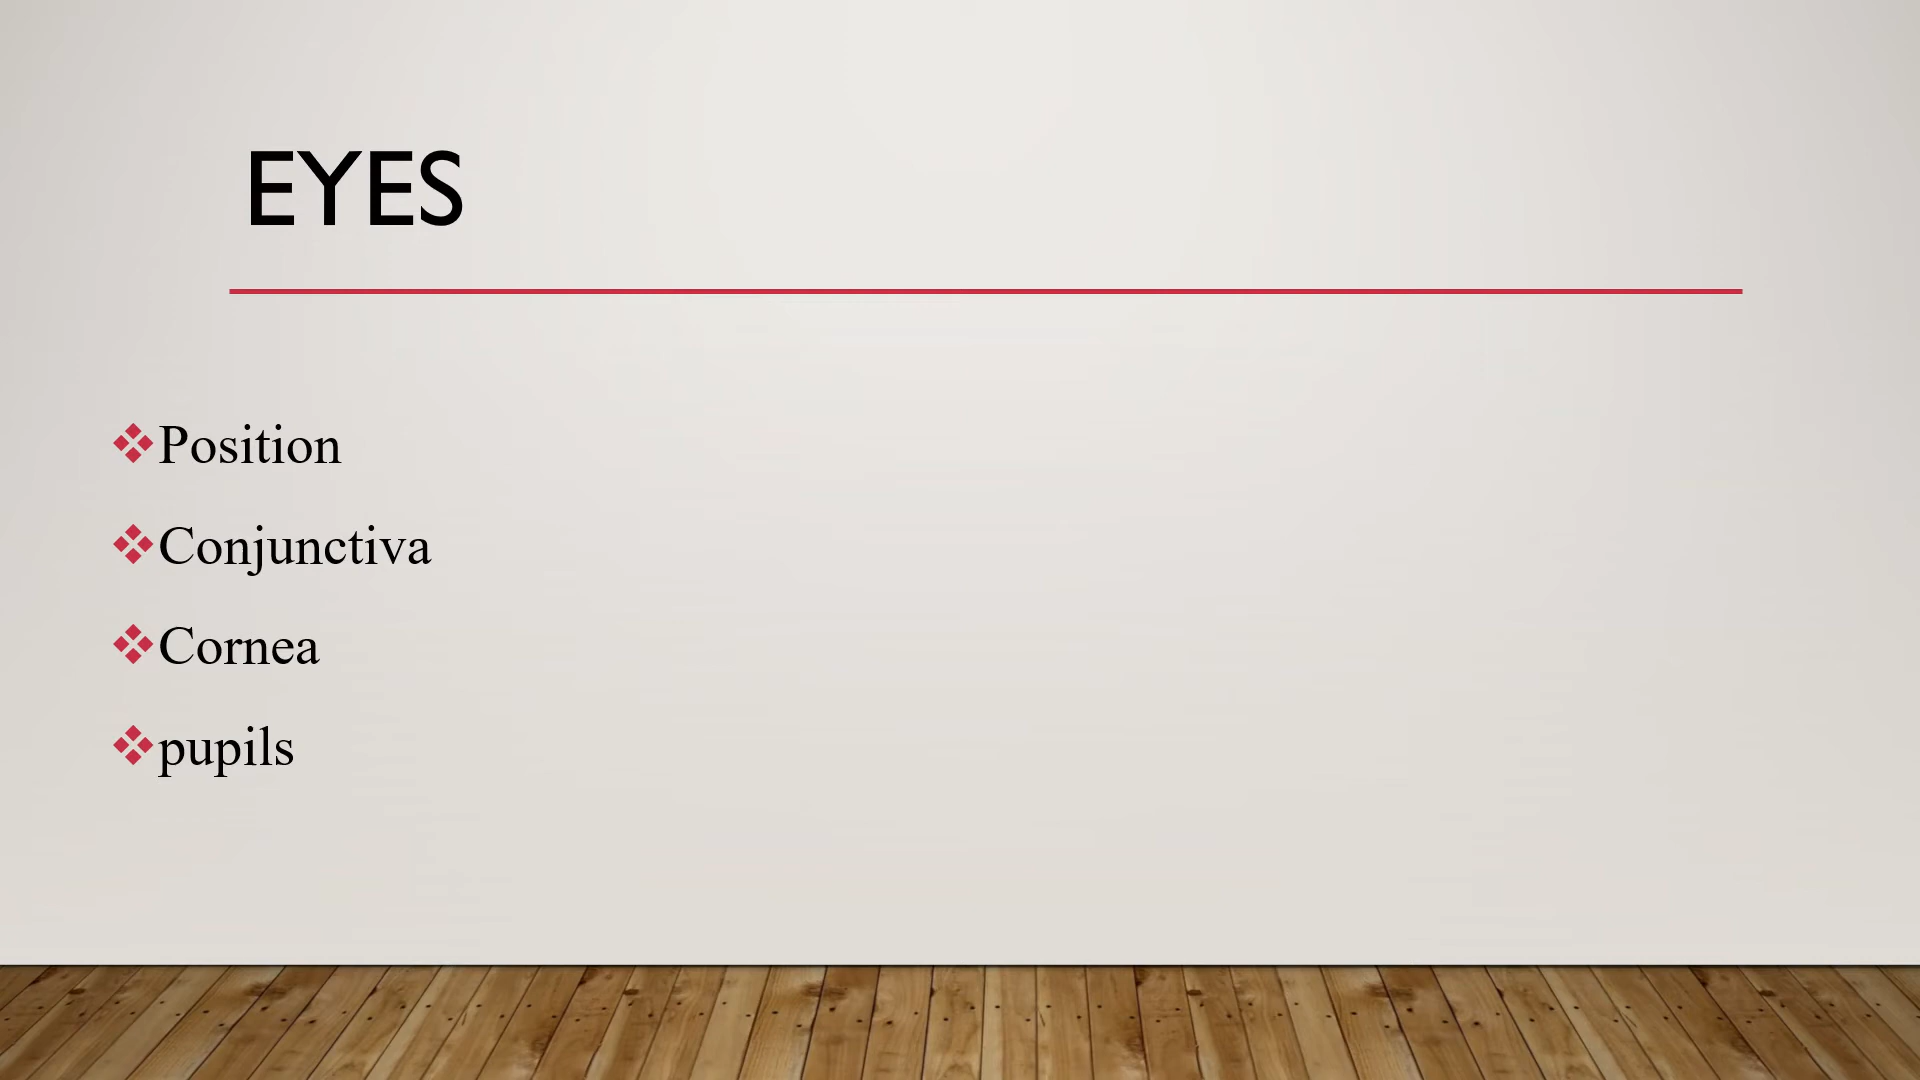 EYES
Position
Conjunctiva
Cornea
pupils